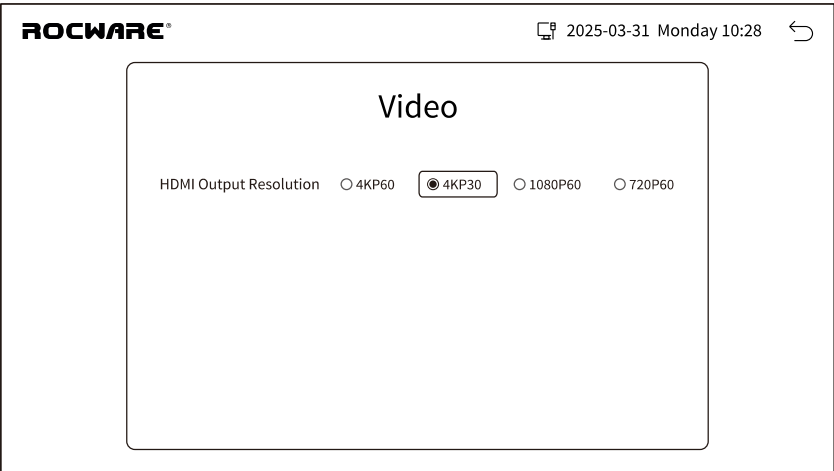 ROCWARE®
2025-03-31 Monday 10:28
Video
HDMI Output Resolution 4KP60 4KP30 1080P60 720P60